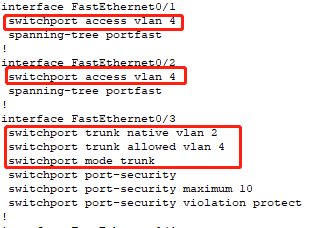 interface FastEthernet0/1
switchport access vlan 4
spanning-tree portfast
!
interface FastEthernet0/2
switchport access vlan 4
spanning-tree portfast
!
interface FastEthernet0/3
switchport trunk native vlan 2
switchport trunk allowed vlan 4
switchport mode trunk
switchport port-security
switchport port-security maximum 10
switchport port-security violation protect
!